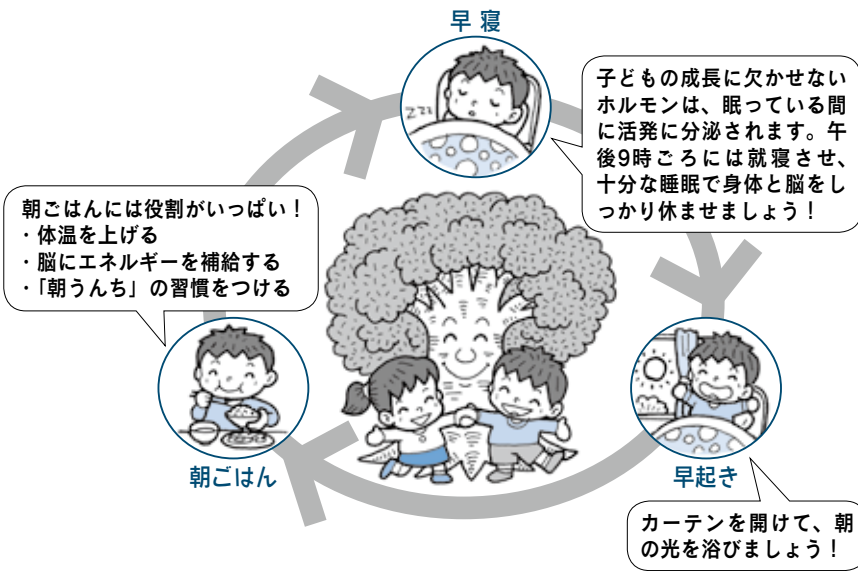 早寝
zzz
子どもの成長に欠かせない
ホルモンは、眠っている間
に活発に分泌されます。午
後9時ごろには就寝させ、
十分な睡眠で身体と脳をし
っかり休ませましょう！
朝ごはんには役割がいっぱい！
・体温を上げる
・脳にエネルギーを補給する
・「朝うんち」の習慣をつける
朝ごはん
早起き
カーテンを開けて、朝
の光を浴びましょう！